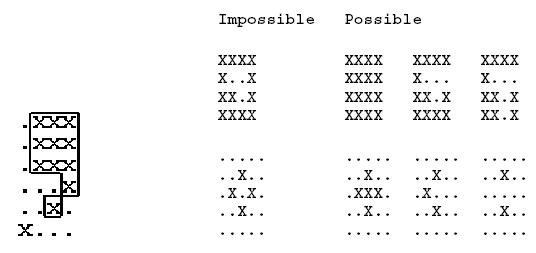 .XXX
.XXX
.XXX
...X
..X.
X...
Impossible Possible
XXXX XXXX XXXX XXXX
X..X XXXX X... X...
XX.X XXXX XX.X XX.X
XXXX XXXX XXXX XX.X
..... ..... ..... .....
..X.. ..X.. ..X.. ..X..
.X.X. .XXX. .X... .....
..X.. ..X.. ..X.. ..X..
..... ..... ..... .....